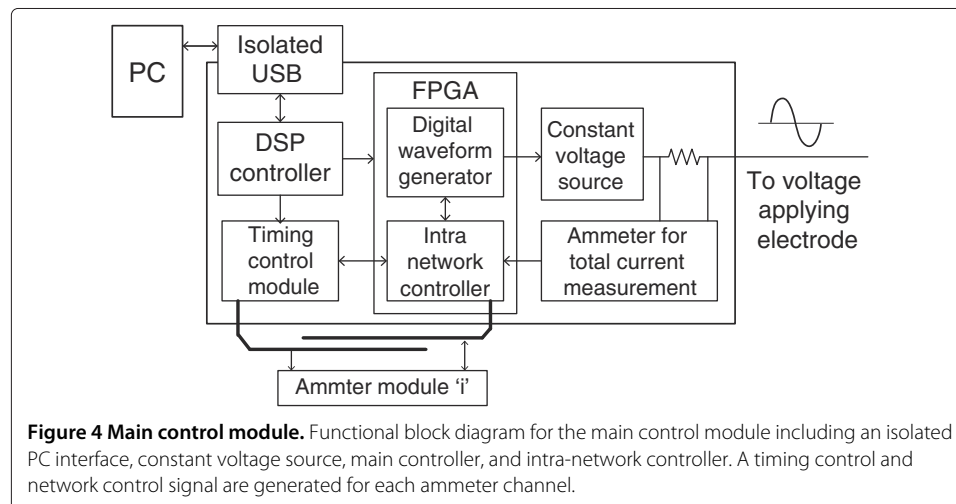 PC
Isolated
USB
FPGA
DSP
controller
Digital
waveform
generator
Constant
voltage
source
To voltage
applying
electrode
Timing
control
module
Intra
network
controller
Ammeter for
total current
measurement
Ammter module ‘i’
Figure 4 Main control module. Functional block diagram for the main control module including an isolated
PC interface, constant voltage source, main controller, and intra-network controller. A timing control and
network control signal are generated for each ammeter channel.